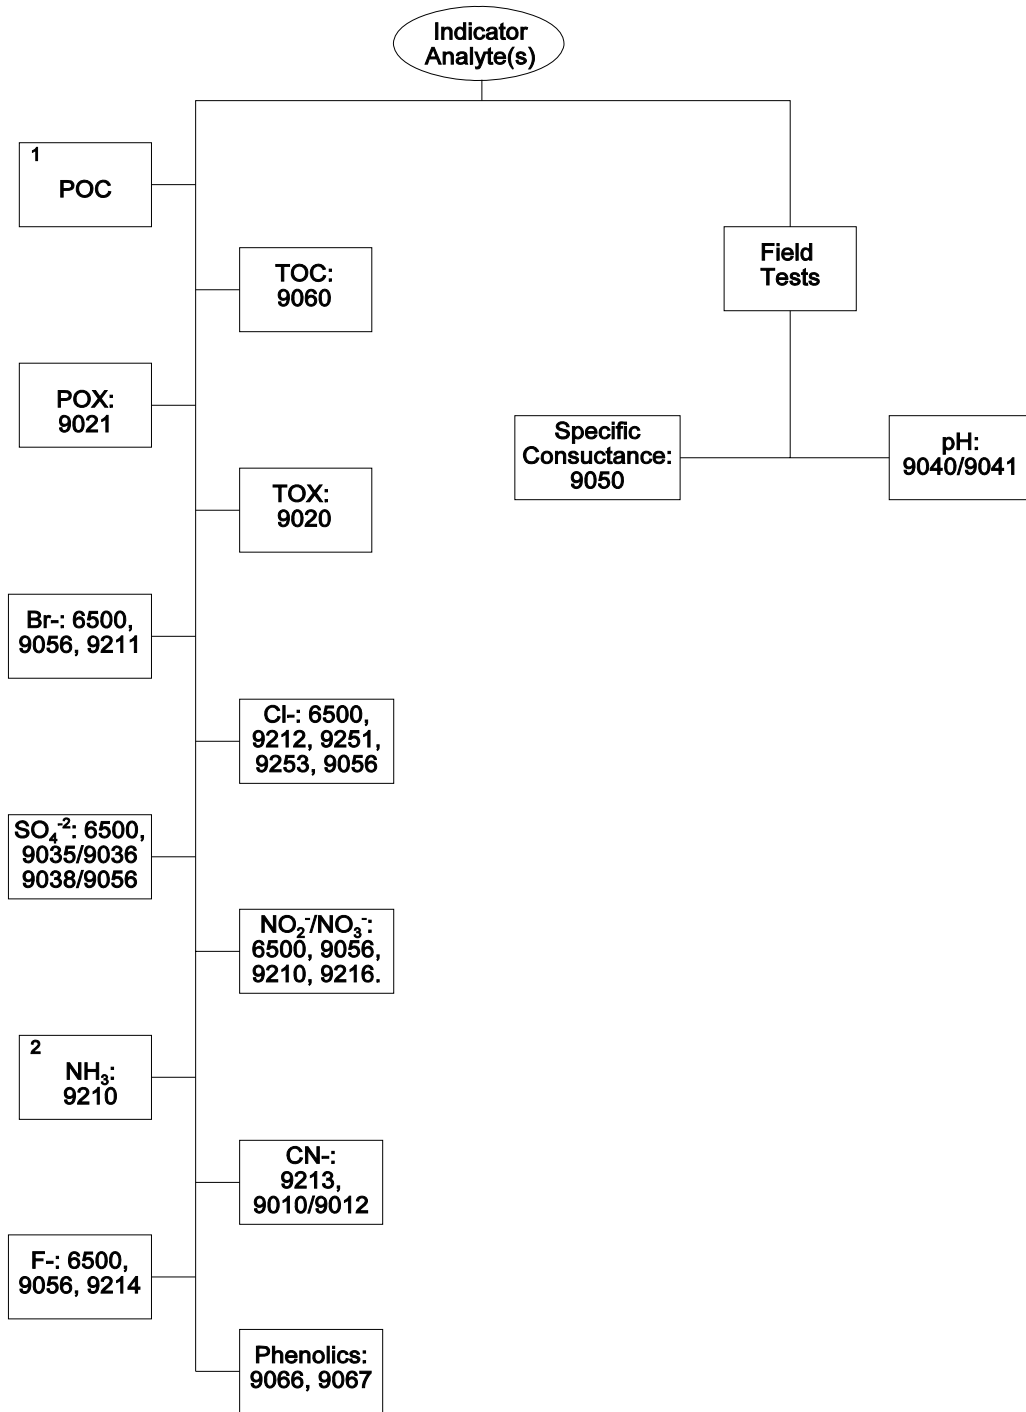 Indicator
Analyte(s)
1
POC
TOC:
9060
Field
Tests
POX:
9021
Specific
Consuctance:
9050
pH:
9040/9041
TOX:
9020
Br-: 6500,
9056, 9211
Cl-: 6500,
9212, 9251,
9253, 9056
SO₄⁻²: 6500,
9035/9036
9038/9056
NO₂⁻/NO₃⁻:
6500, 9056,
9210, 9216.
2
NH₃:
9210
CN-:
9213,
9010/9012
F-: 6500,
9056, 9214
Phenolics:
9066, 9067